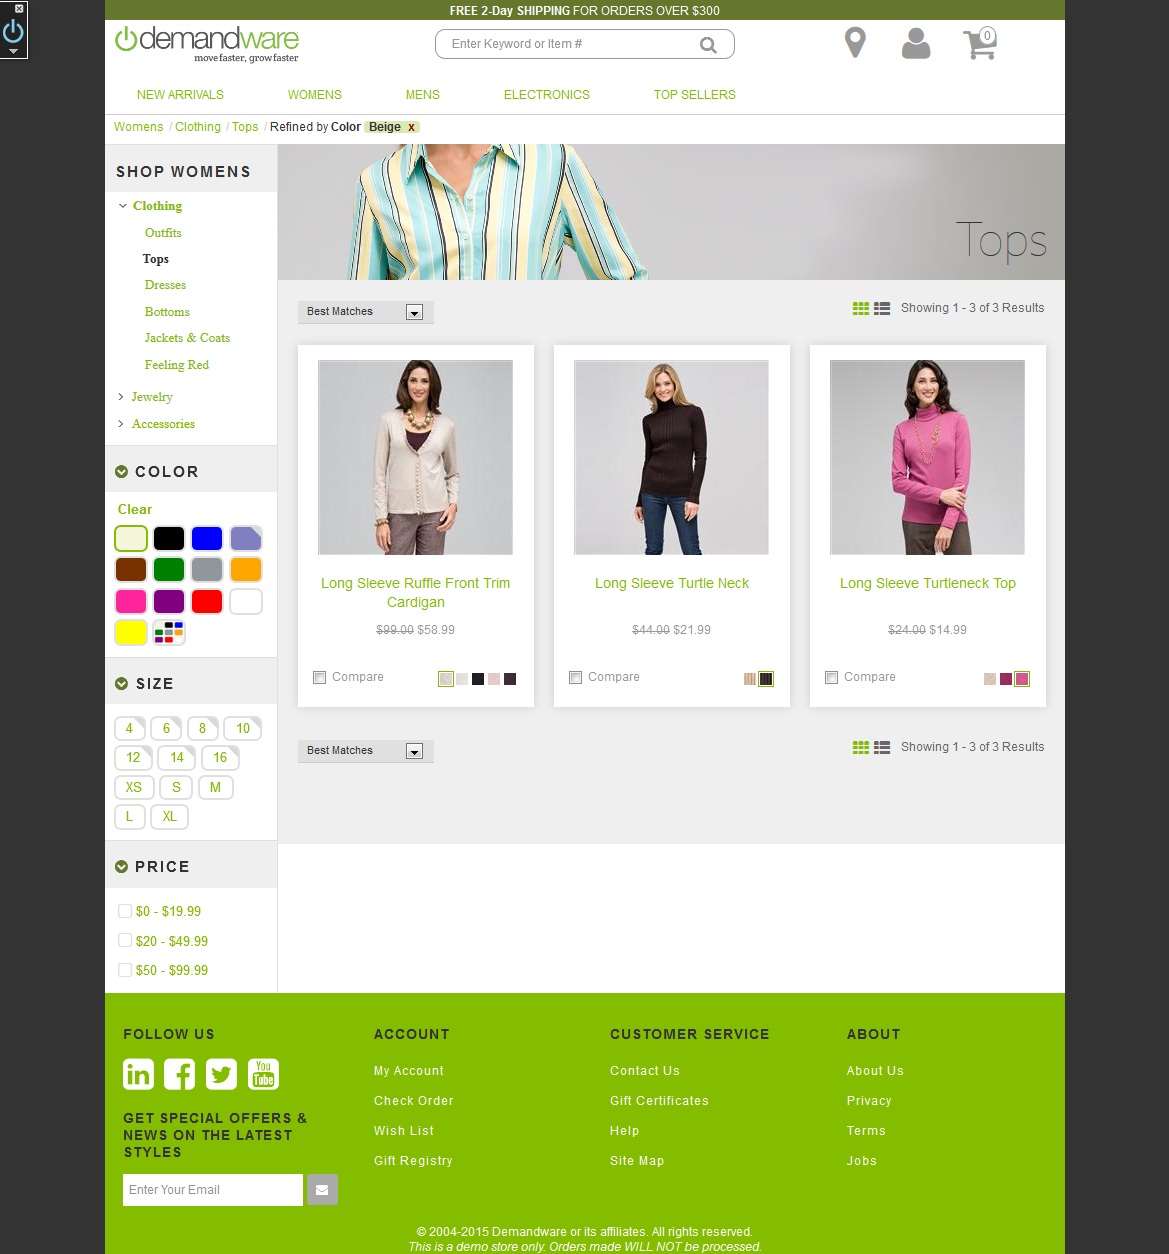 FREE 2-Day SHIPPING FOR ORDERS OVER $300
demandware
move faster, grow faster
Enter Keyword or Item #
0
NEW ARRIVALS WOMENS MENS ELECTRONICS TOP SELLERS
Womens / Clothing / Tops / Refined by Color Beige x
SHOP WOMENS
Clothing
Outfits
Tops
Dresses
Bottoms
Jackets & Coats
Feeling Red
Jewelry
Accessories
COLOR
Clear
SIZE
4 6 8 10
12 14 16
XS S M
L XL
PRICE
$0 - $19.99
$20 - $49.99
$50 - $99.99
Tops
Best Matches
Showing 1 - 3 of 3 Results
Long Sleeve Ruffle Front Trim
Cardigan
$99.00 $58.99
Compare
Long Sleeve Turtle Neck
$44.00 $21.99
Compare
Long Sleeve Turtleneck Top
$24.00 $14.99
Compare
Best Matches
Showing 1 - 3 of 3 Results
FOLLOW US
in
You
Tube
GET SPECIAL OFFERS &
NEWS ON THE LATEST
STYLES
Enter Your Email
ACCOUNT
My Account
Check Order
Wish List
Gift Registry
CUSTOMER SERVICE
Contact Us
Gift Certificates
Help
Site Map
ABOUT
About Us
Privacy
Terms
Jobs
© 2004-2015 Demandware or its affiliates. All rights reserved.
This is a demo store only. Orders made WILL NOT be processed.